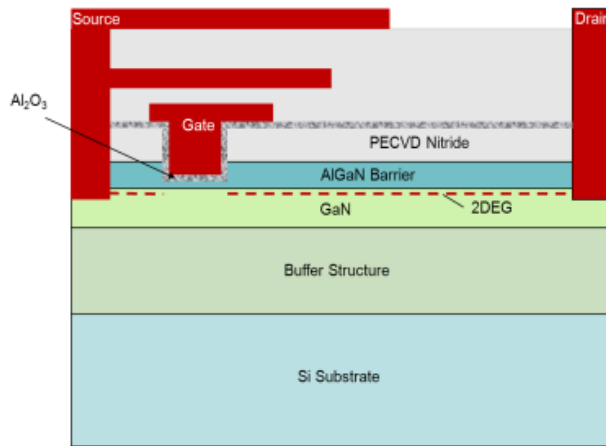 Source
Drain
Al₂O₃
Gate
PECVD Nitride
AlGaN Barrier
GaN
2DEG
Buffer Structure
Si Substrate